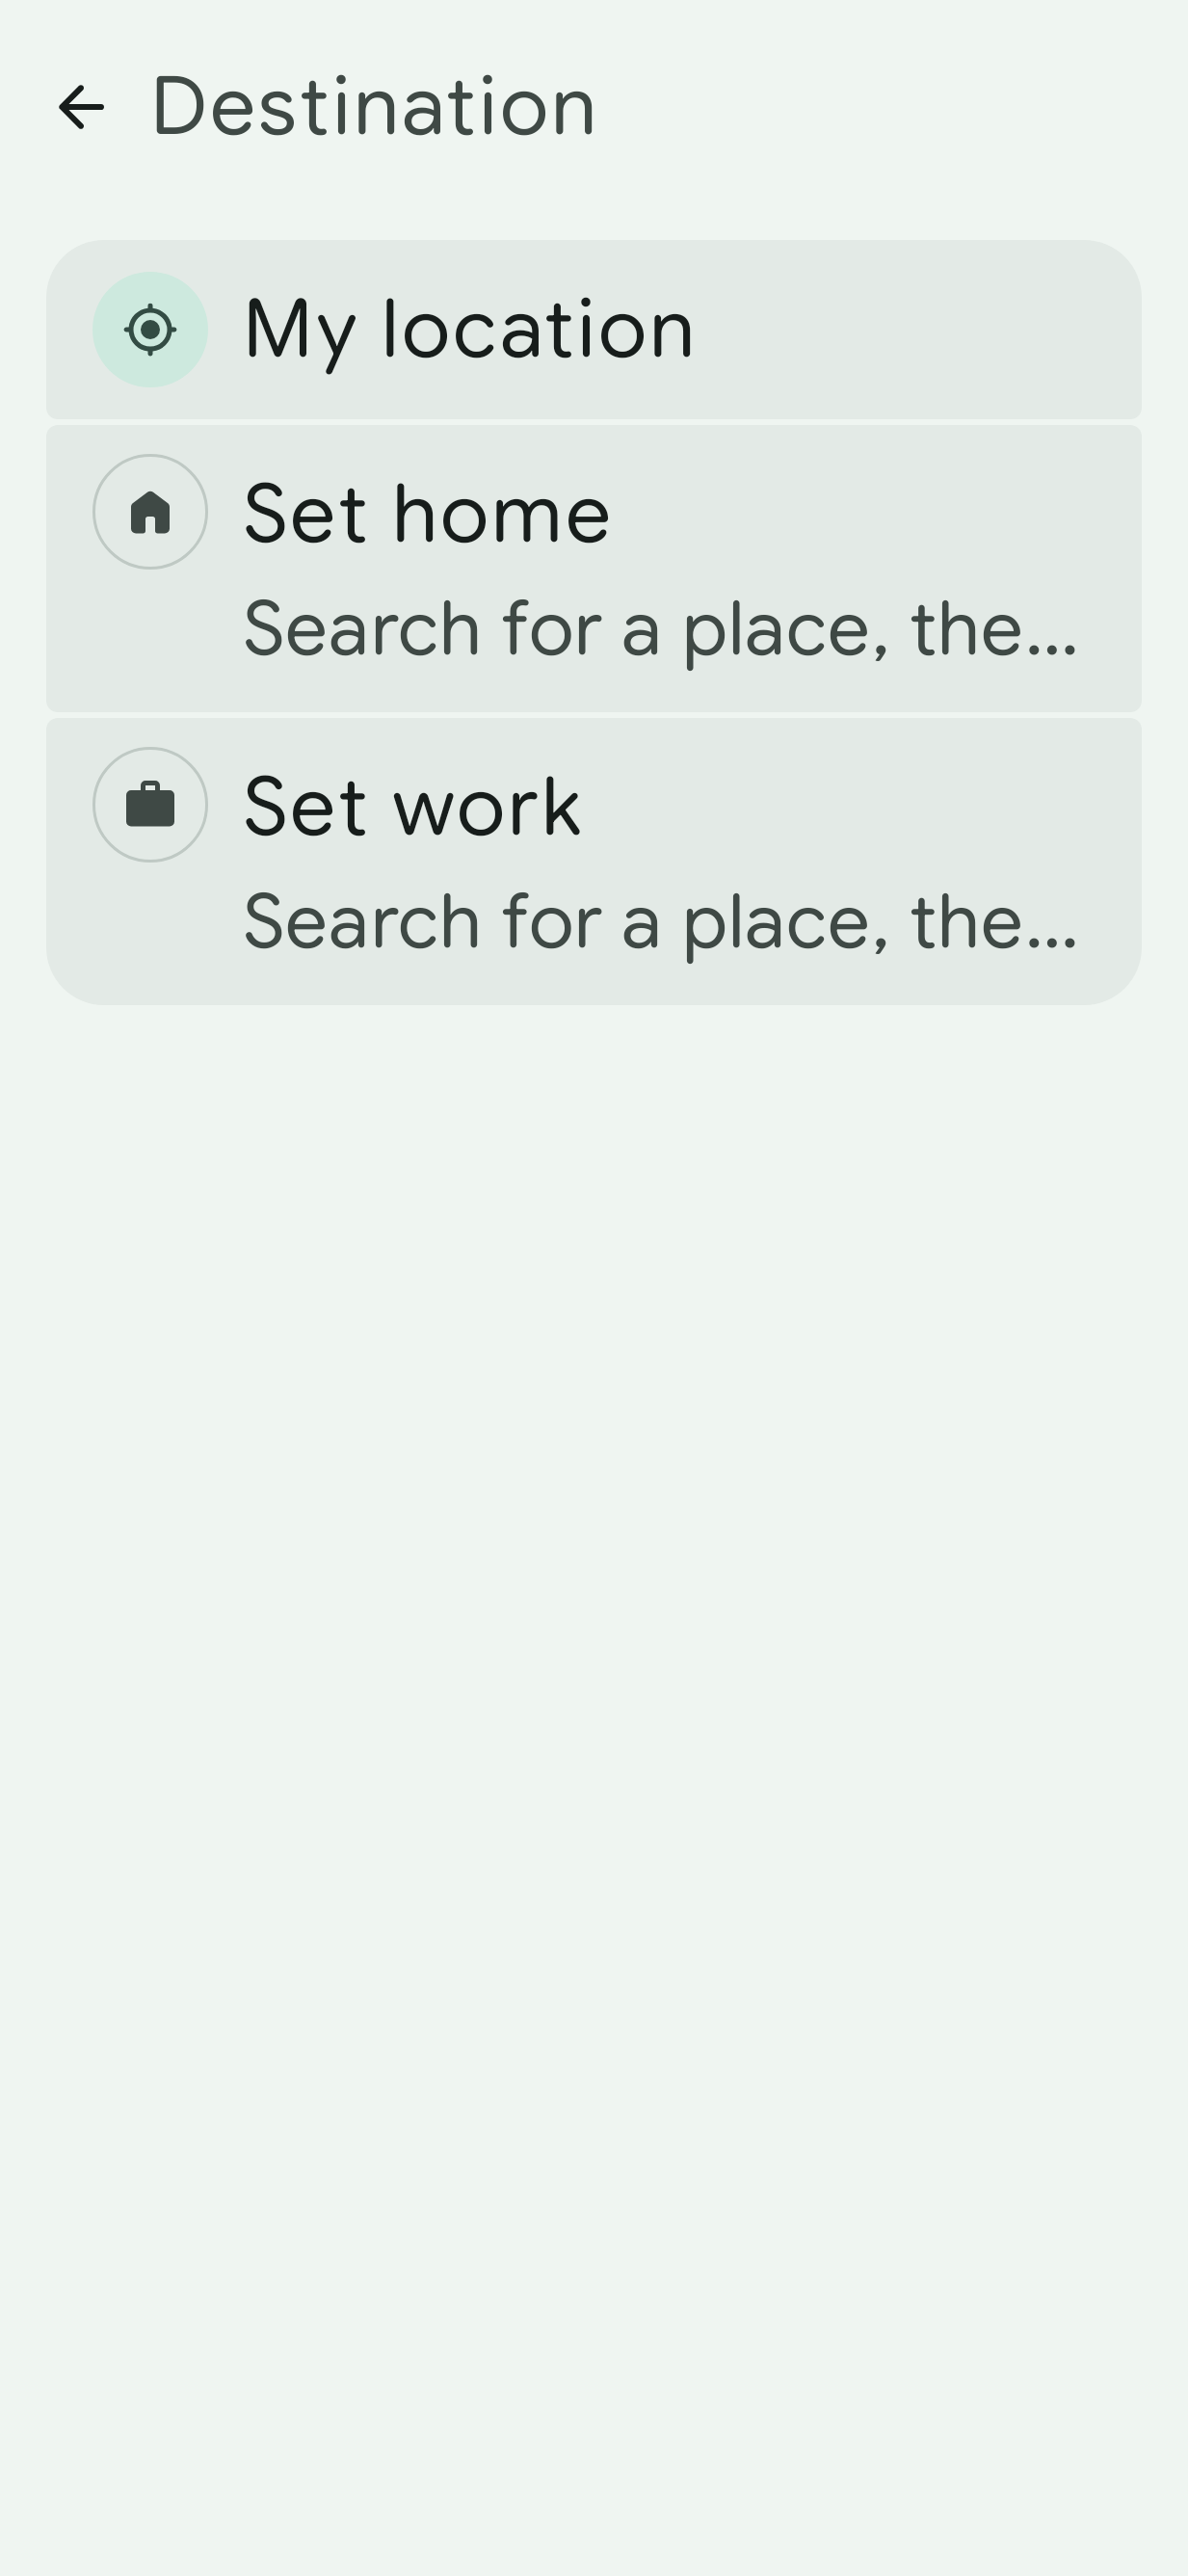 Destination
My location
Set home
Search for a place, the...
Set work
Search for a place, the...